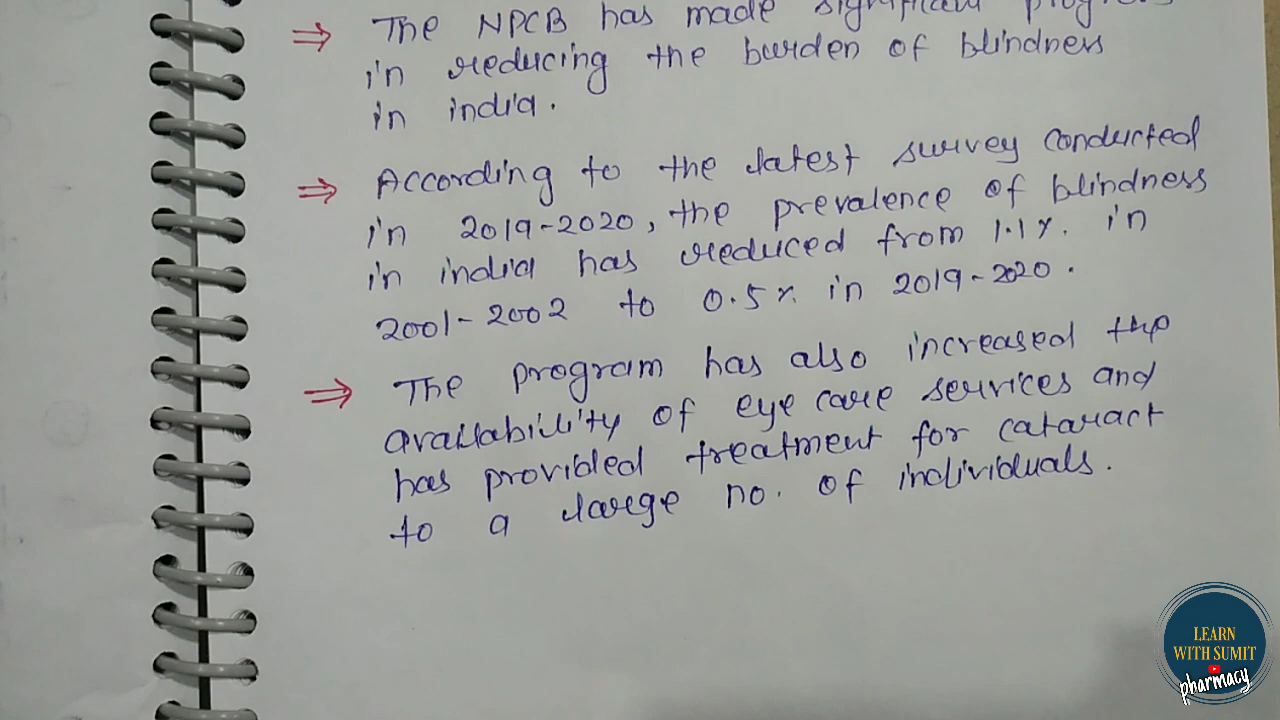 ⇒ The NPCB has made significant progress
in reducing the burden of blindness
in india.
⇒ According to the latest survey conducted
in 2019-2020, the prevalence of blindness
in india has reduced from 1.1%. in
2001-2002 to 0.5% in 2019-2020.
⇒ The program has also increased the
availability of eye care services and
has provided treatment for cataract
to a large no. of individuals.
LEARN
WITH SUMIT
pharmacy